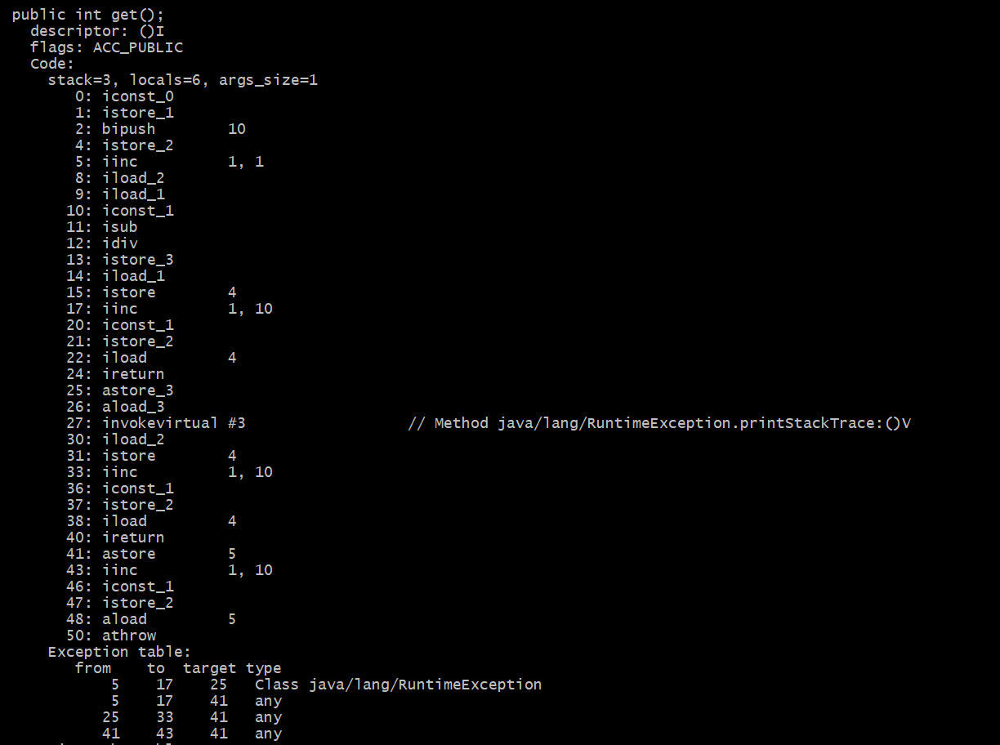 public int get();
descriptor: ()I
flags: ACC_PUBLIC
Code:
stack=3, locals=6, args_size=1
0: iconst_0
1: istore_1
2: bipush 10
4: istore_2
5: iinc 1, 1
8: iload_2
9: iload_1
10: iconst_1
11: isub
12: idiv
13: istore_3
14: iload_1
15: istore 4
17: iinc 1, 10
20: iconst_1
21: istore_2
22: iload 4
24: ireturn
25: astore_3
26: aload_3
27: invokevirtual #3 // Method java/lang/RuntimeException.printStackTrace:()V
30: iload_2
31: istore 4
33: iinc 1, 10
36: iconst_1
37: istore_2
38: iload 4
40: ireturn
41: astore 5
43: iinc 1, 10
46: iconst_1
47: istore_2
48: aload 5
50: athrow
Exception table:
from to target type
5 17 25 Class java/lang/RuntimeException
5 17 41 any
25 33 41 any
41 43 41 any